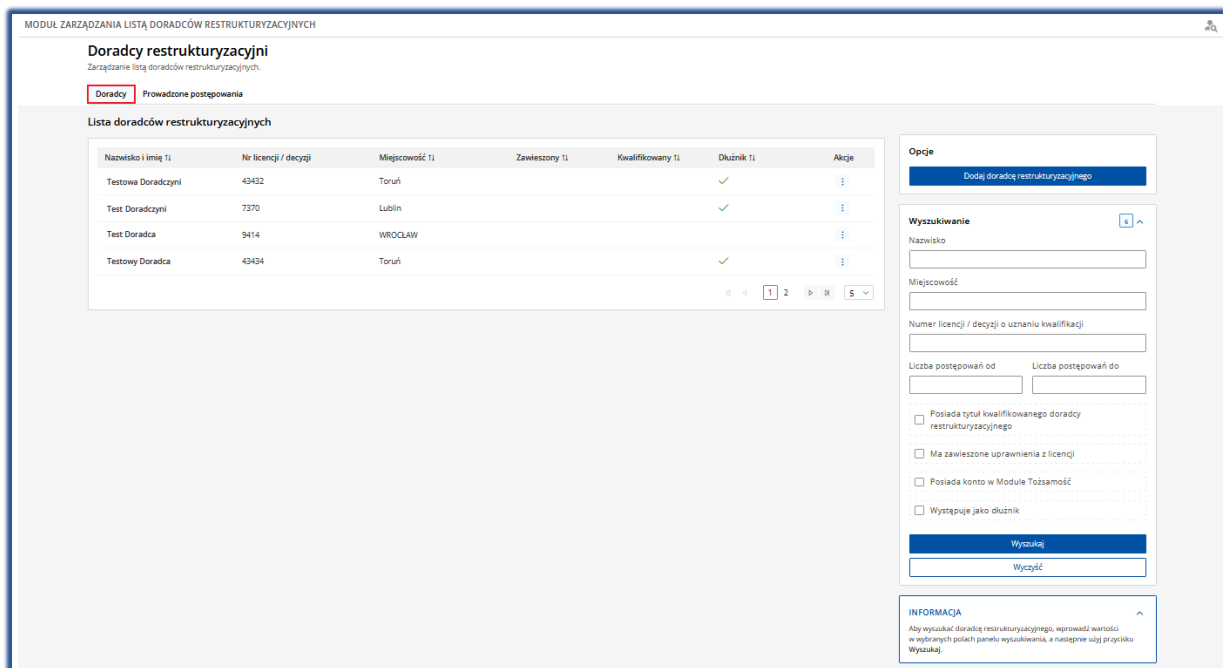 MODUŁ ZARZĄDZANIA LISTĄ DORADCÓW RESTRUKTURYZACYJNYCH
Doradcy restrukturyzacyjni
Zarządzanie listą doradców restrukturyzacyjnych.
Doradcy Prowadzone postępowania
Lista doradców restrukturyzacyjnych
Nazwisko i imię Nr licencji / decyzji Miejscowość Zawieszony Kwalifikowany Dłużnik Akcje
Testowa Doradczyni 43432 Toruń
Test Doradczyni 7370 Lublin
Test Doradca 9414 WROCŁAW
Testowy Doradca 43434 Toruń
1 2 5
Opcje
Dodaj doradcę restrukturyzacyjnego
Wyszukiwanie 6
Nazwisko
Miejscowość
Numer licencji / decyzji o uznaniu kwalifikacji
Liczba postępowań od Liczba postępowań do
Posiada tytuł kwalifikowanego doradcy
restrukturyzacyjnego
Ma zawieszone uprawnienia z licencji
Posiada konto w Module Tożsamość
Występuje jako dłużnik
Wyszukaj
Wyczyść
INFORMACJA
Aby wyszukać doradcę restrukturyzacyjnego, wprowadź wartości
w wybranych polach panelu wyszukiwania, a następnie użyj przycisku
Wyszukaj.